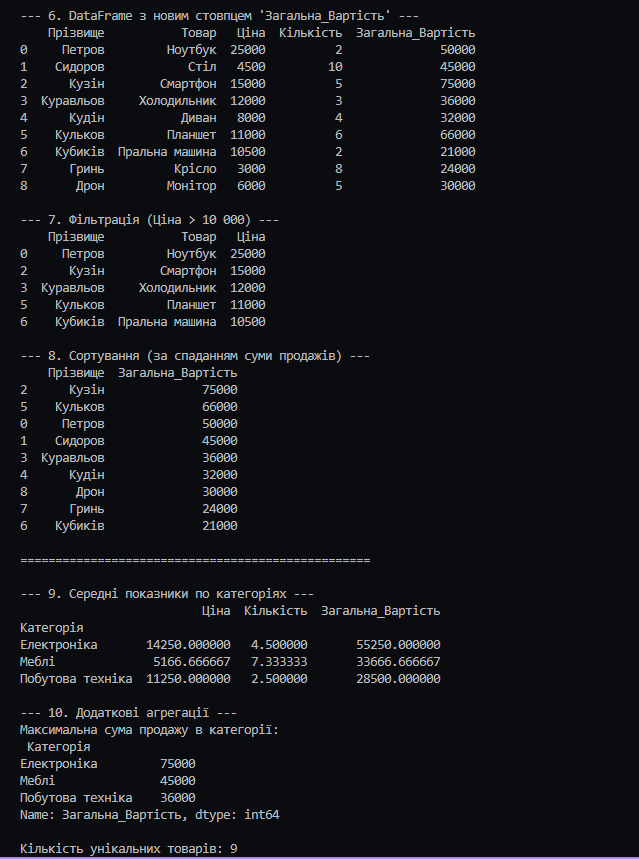 --- 6. DataFrame з новим стовпцем 'Загальна_Вартість' ---
Прізвище Товар Ціна Кількість Загальна_Вартість
0 Петров Ноутбук 25000 2 50000
1 Сидоров Стіл 4500 10 45000
2 Кузін Смартфон 15000 5 75000
3 Куравльов Холодильник 12000 3 36000
4 Кудін Диван 8000 4 32000
5 Кульков Планшет 11000 6 66000
6 Кубиків Пральна машина 10500 2 21000
7 Гринь Крісло 3000 8 24000
8 Дрон Монітор 6000 5 30000
--- 7. Фільтрація (Ціна > 10 000) ---
Прізвище Товар Ціна
0 Петров Ноутбук 25000
2 Кузін Смартфон 15000
3 Куравльов Холодильник 12000
5 Кульков Планшет 11000
6 Кубиків Пральна машина 10500
--- 8. Сортування (за спаданням суми продажів) ---
Прізвище Загальна_Вартість
2 Кузін 75000
5 Кульков 66000
0 Петров 50000
1 Сидоров 45000
3 Куравльов 36000
4 Кудін 32000
8 Дрон 30000
7 Гринь 24000
6 Кубиків 21000
==================================================
--- 9. Середні показники по категоріях ---
Ціна Кількість Загальна_Вартість
Категорія
Електроніка 14250.000000 4.500000 55250.000000
Меблі 5166.666667 7.333333 33666.666667
Побутова техніка 11250.000000 2.500000 28500.000000
--- 10. Додаткові агрегації ---
Максимальна сума продажу в категорії:
Категорія
Електроніка 75000
Меблі 45000
Побутова техніка 36000
Name: Загальна_Вартість, dtype: int64
Кількість унікальних товарів: 9